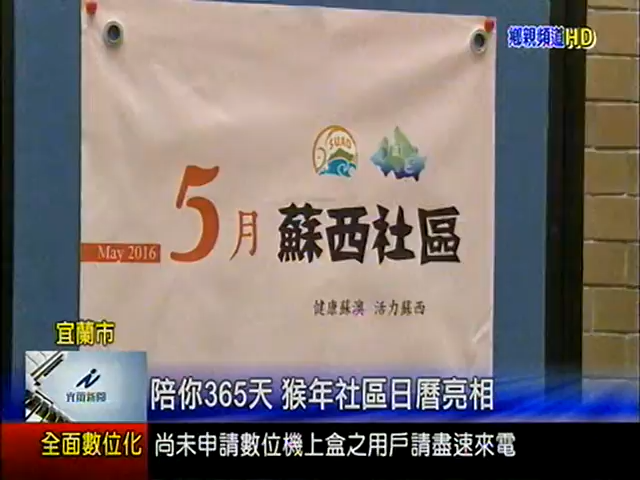 鄉親頻道HD
SUAO
May 2016
5月
蘇西社區
健康蘇澳 活力蘇西
宜蘭市
宜蘭新聞
陪你365天 猴年社區日曆亮相
全面數位化
尚未申請數位機上盒之用戶請盡速來電